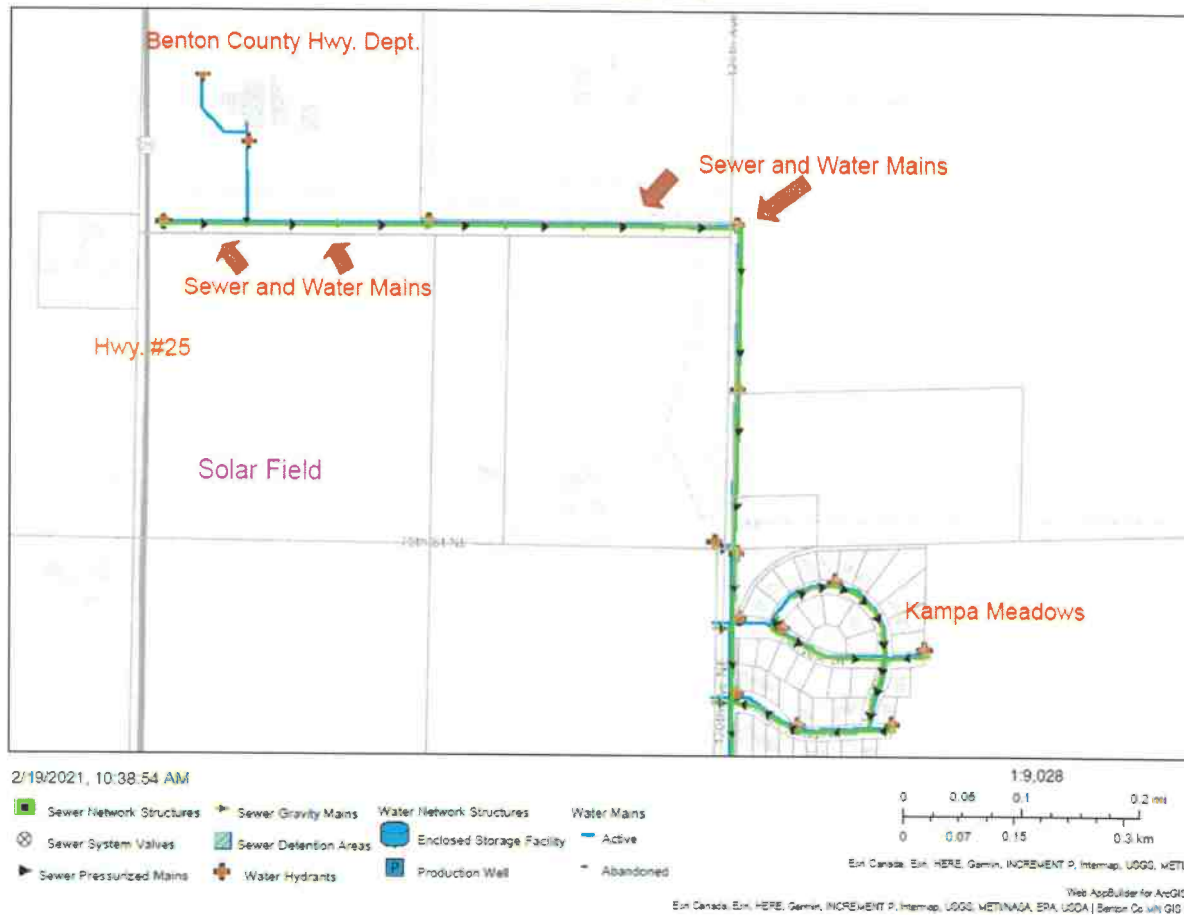 Benton County Hwy. Dept.
Sewer and Water Mains
Sewer and Water Mains
Hwy. #25
Solar Field
Kampa Meadows
2/19/2021, 10:38:54 AM
1:9,028
Sewer Network Structures
Sewer Gravity Mains
Water Network Structures
Water Mains
Sewer System Valves
Sewer Detention Areas
Enclosed Storage Facility
Active
Sewer Pressurized Mains
Water Hydrants
P
Production Well
Abandoned
0 0.05 0.1 0.2 mi
0 0.07 0.15 0.3 km
Esri Canada, Esri, HERE, Garmin, INCREMENT P, Intermap, USGS, METI/
Web AppBuilder for ArcGIS
Esri Canada, Esri, HERE, Garmin, INCREMENT P, Intermap, USGS, METI/NASA, EPA, USDA | Benton Co MN GIS